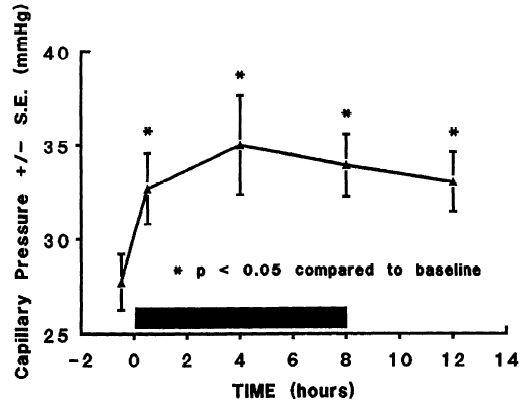 Capillary Pressure +/- S.E. (mmHg)
40
35
30
25
*
*
*
*
* p < 0.05 compared to baseline
-2 0 2 4 6 8 10 12 14
TIME (hours)